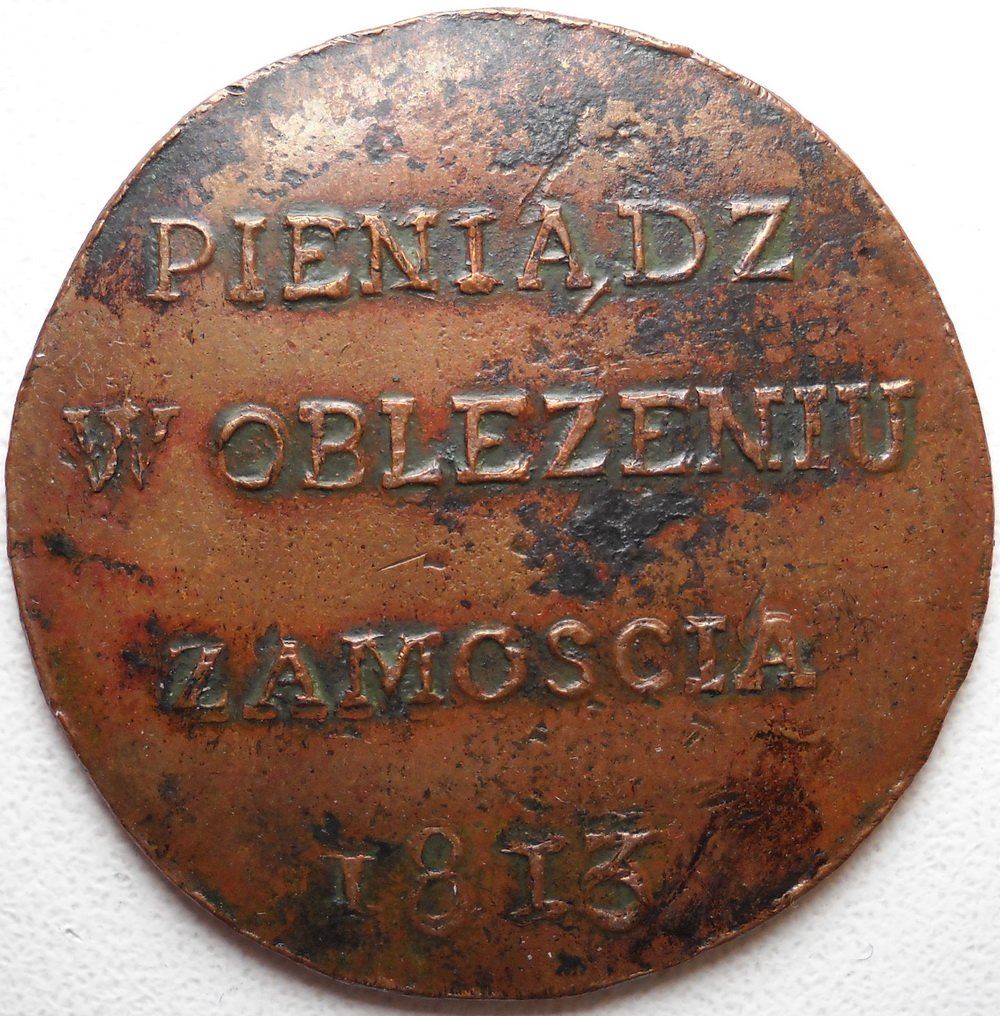 PIENIĄDZ
W OBLEZENIU
ZAMOSCIA
1813